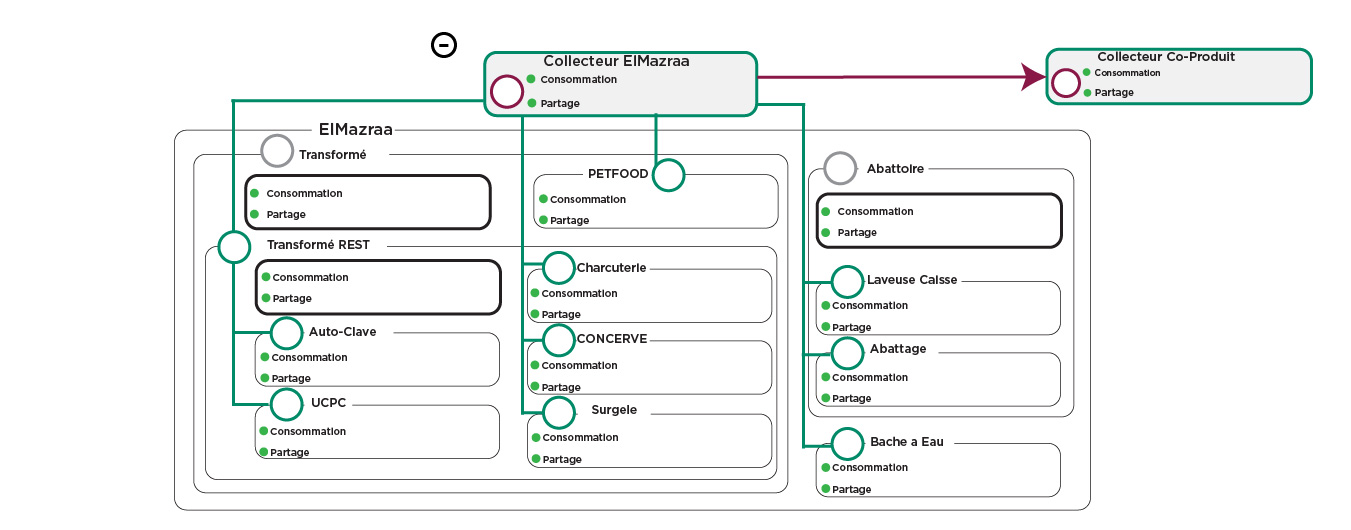 Collecteur ElMazraa
Consommation
Partage
Collecteur Co-Produit
Consommation
Partage
ElMazraa
Transformé
Consommation
Partage
PETFOOD
Consommation
Partage
Abattoire
Consommation
Partage
Transformé REST
Consommation
Partage
Auto-Clave
Consommation
Partage
UCPC
Consommation
Partage
Charcuterie
Consommation
Partage
CONCERVE
Consommation
Partage
Surgele
Consommation
Partage
Laveuse Caisse
Consommation
Partage
Abattage
Consommation
Partage
Bache a Eau
Consommation
Partage